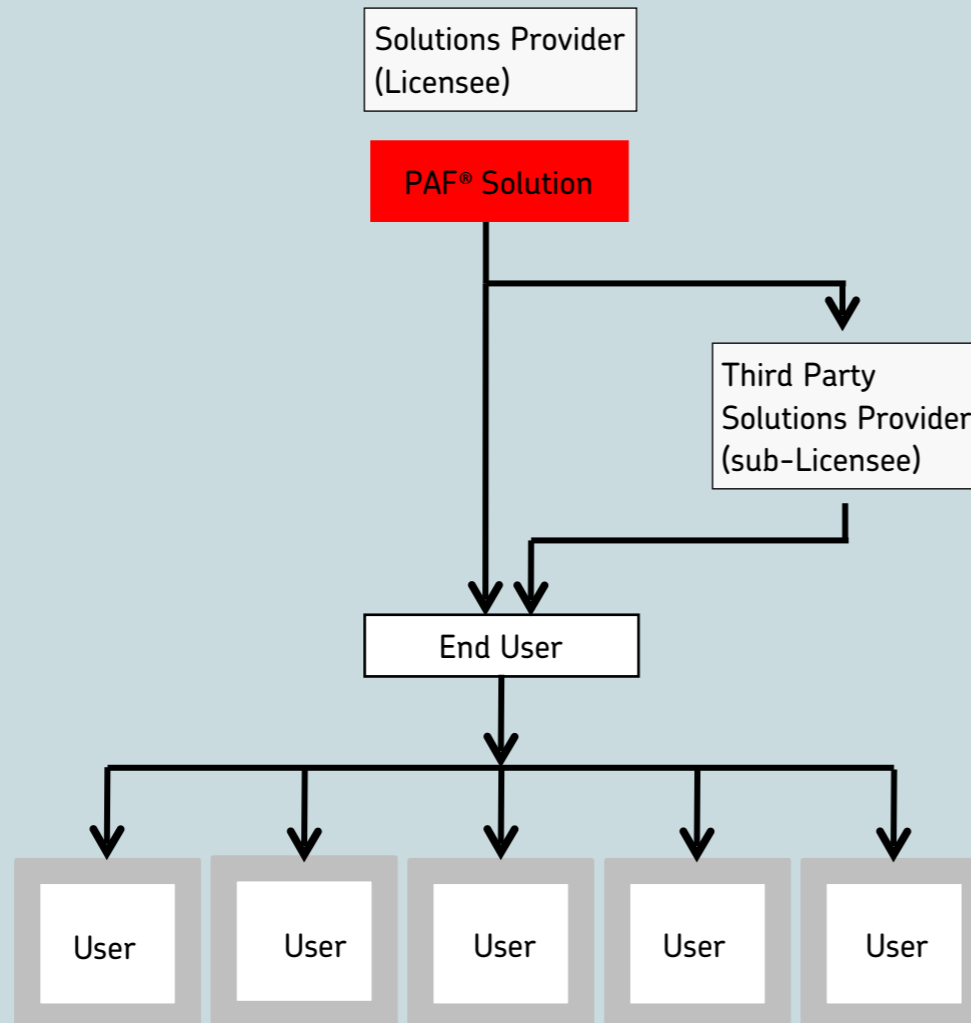 Solutions Provider
(Licensee)
PAF® Solution
Third Party
Solutions Provider
(sub-Licensee)
End User
User
User
User
User
User